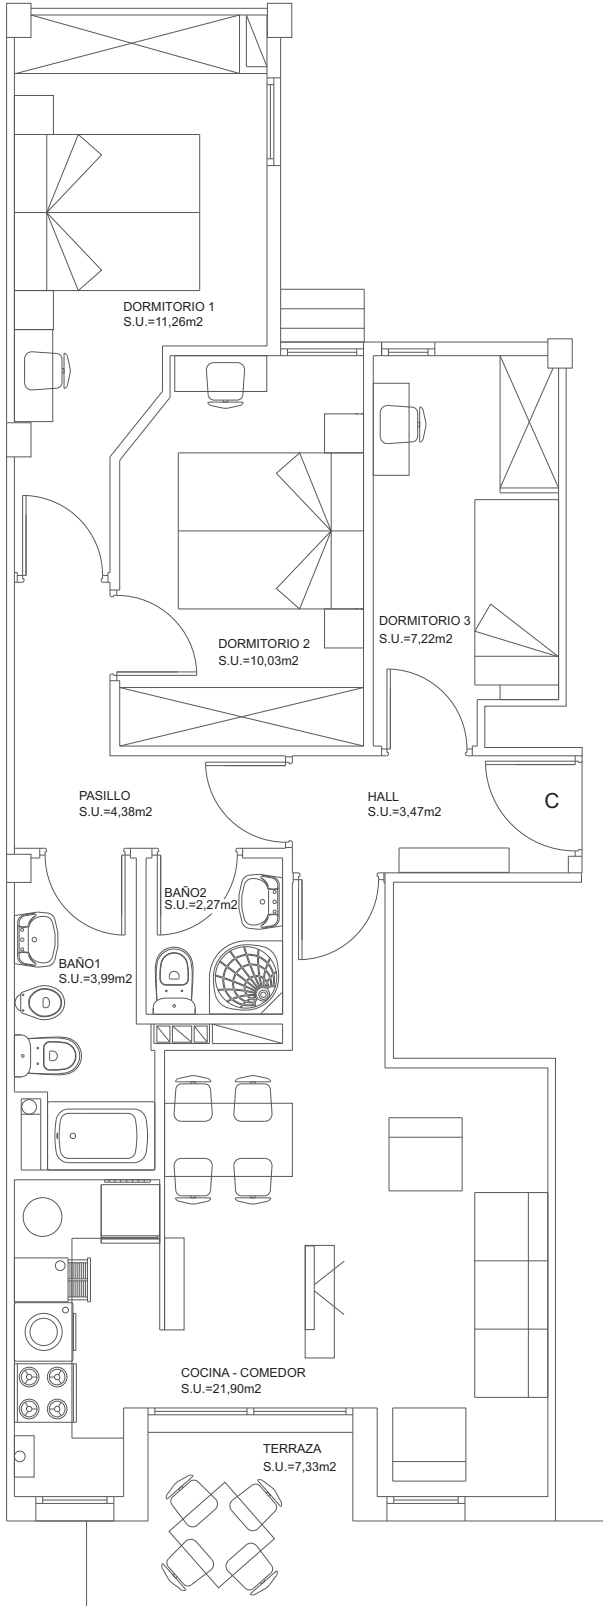 DORMITORIO 1
S.U.=11,26m2
DORMITORIO 2
S.U.=10,03m2
DORMITORIO 3
S.U.=7,22m2
PASILLO
S.U.=4,38m2
HALL
S.U.=3,47m2
C
BAÑO2
S.U.=2,27m2
BAÑO1
S.U.=3,99m2
COCINA - COMEDOR
S.U.=21,90m2
TERRAZA
S.U.=7,33m2